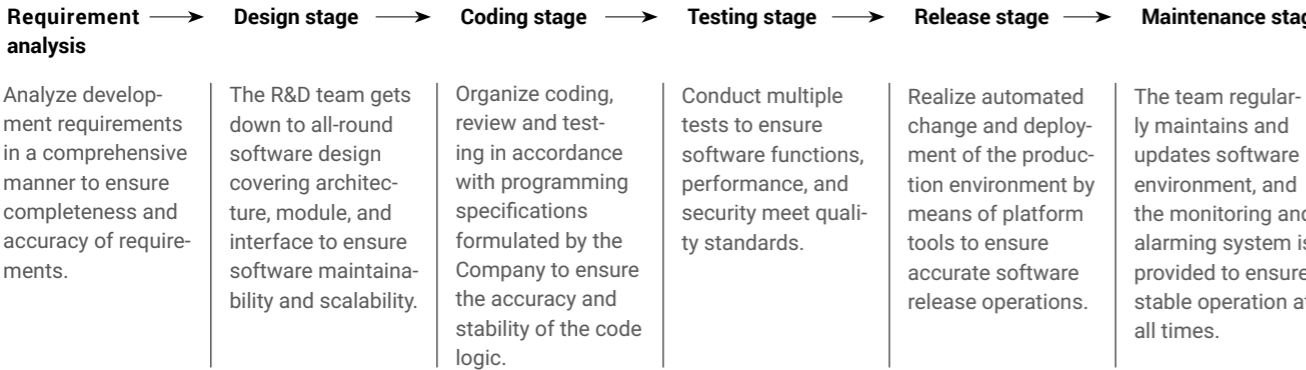 Requirement analysis
Design stage
Coding stage
Testing stage
Release stage
Maintenance stag
Analyze develop-
ment requirements
in a comprehensive
manner to ensure
completeness and
accuracy of require-
ments.
The R&D team gets
down to all-round
software design
covering architec-
ture, module, and
interface to ensure
software maintaina-
bility and scalability.
Organize coding,
review and test-
ing in accordance
with programming
specifications
formulated by the
Company to ensure
the accuracy and
stability of the code
logic.
Conduct multiple
tests to ensure
software functions,
performance, and
security meet quali-
ty standards.
Realize automated
change and deploy-
ment of the produc-
tion environment by
means of platform
tools to ensure
accurate software
release operations.
The team regular-
ly maintains and
updates software
environment, and
the monitoring and
alarming system is
provided to ensure
stable operation at
all times.